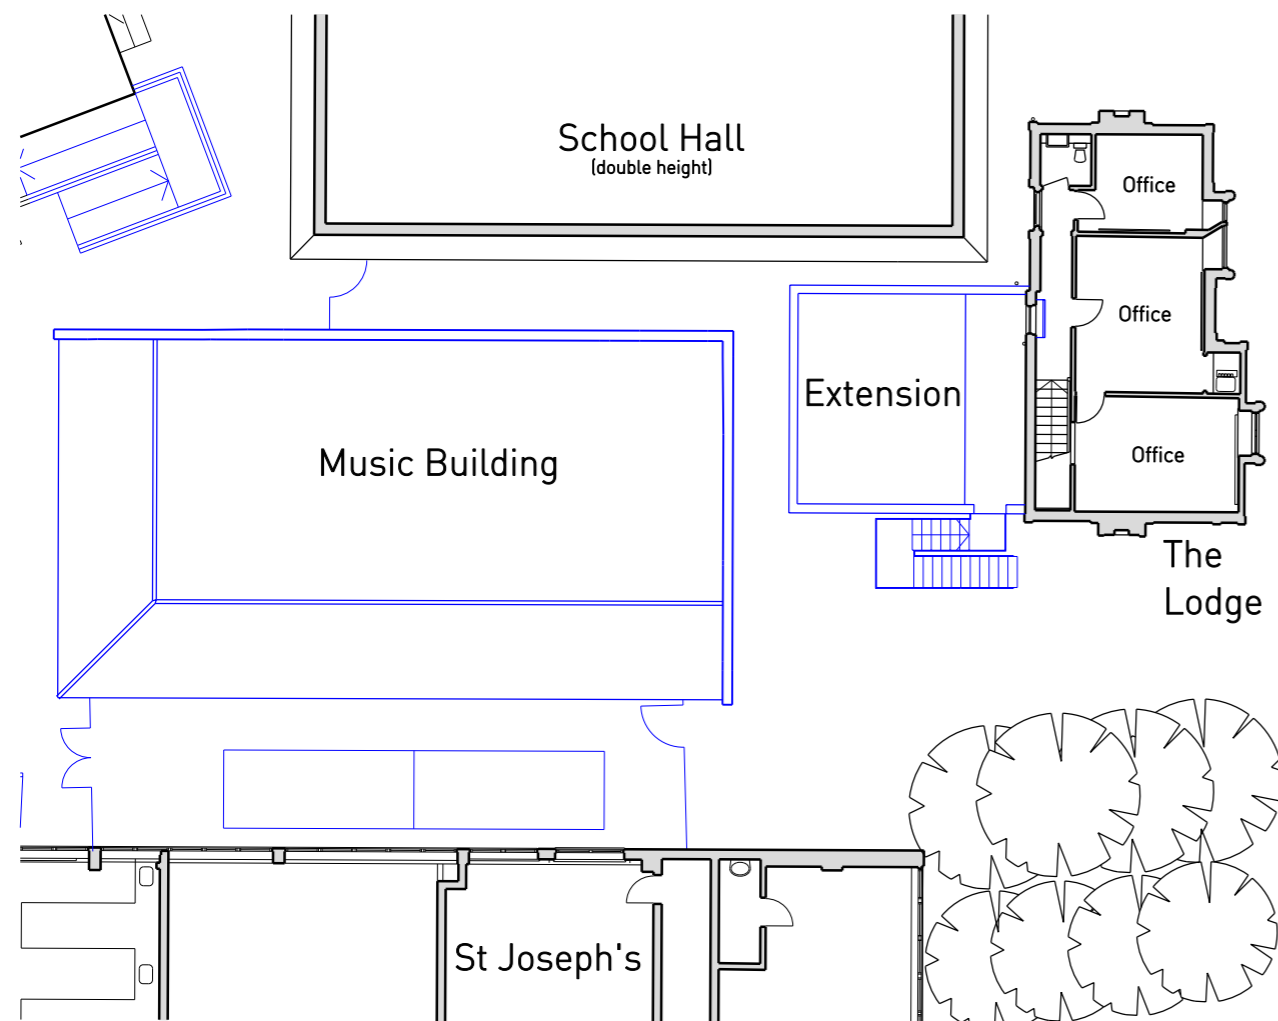 School Hall
(double height)
Office
Office
Extension
Music Building
Office
The
Lodge
St Joseph's